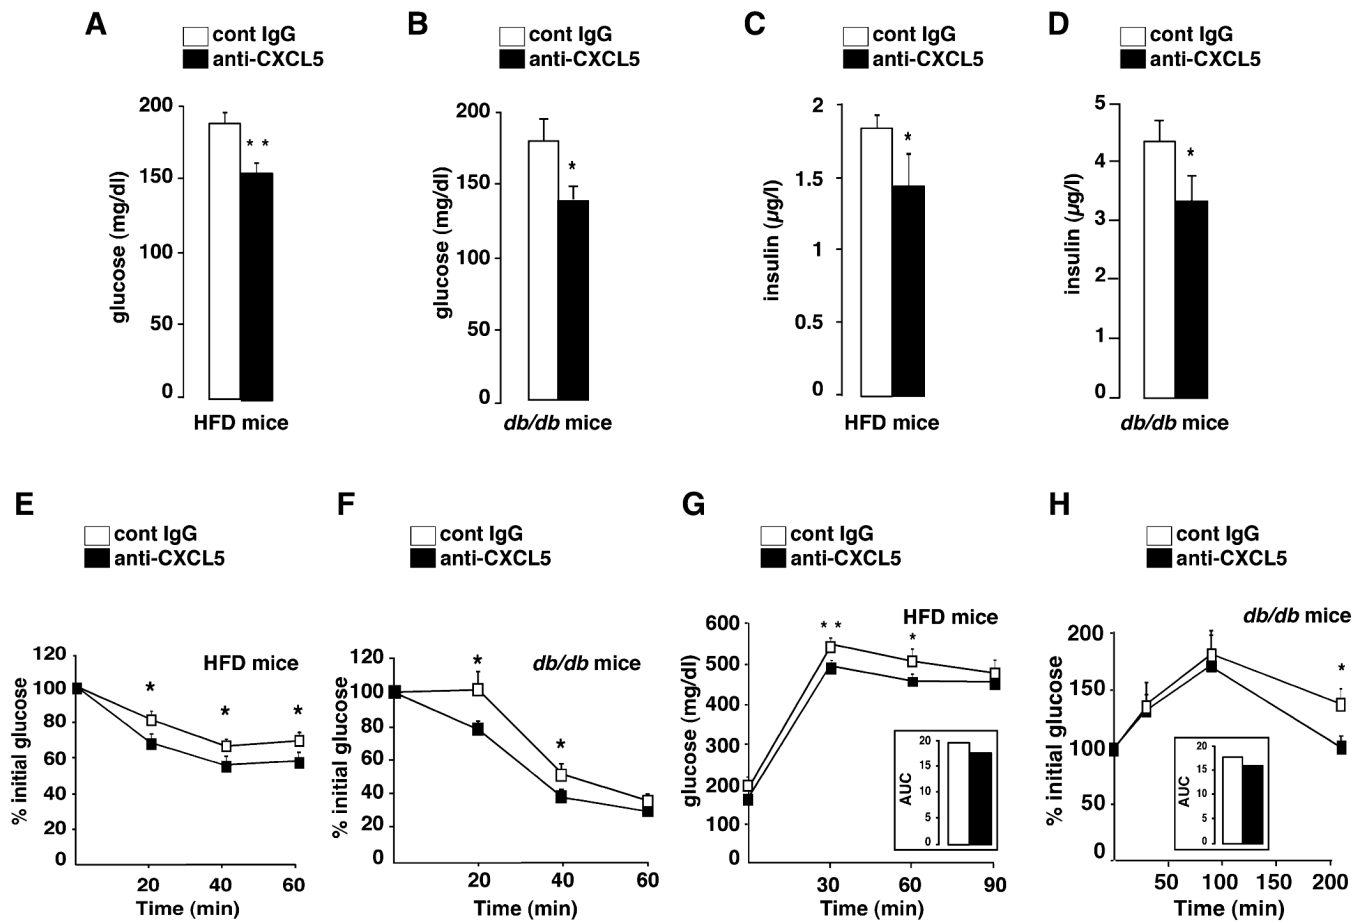 A
cont IgG
anti-CXCL5
200
150
100
50
0
glucose (mg/dl)
* *
HFD mice
B
cont IgG
anti-CXCL5
200
150
100
50
0
glucose (mg/dl)
*
db/db mice
C
cont IgG
anti-CXCL5
2
1.5
1
0.5
0
insulin (µg/l)
*
HFD mice
D
cont IgG
anti-CXCL5
5
4
3
2
1
0
insulin (µg/l)
*
db/db mice
E
cont IgG
anti-CXCL5
HFD mice
120
100
80
60
40
20
0
% initial glucose
* * *
20 40 60
Time (min)
F
cont IgG
anti-CXCL5
db/db mice
120
100
80
60
40
20
0
% initial glucose
* *
20 40 60
Time (min)
G
cont IgG
anti-CXCL5
HFD mice
600
500
400
300
200
100
0
glucose (mg/dl)
* * *
AUC
20
15
10
5
0
30 60 90
Time (min)
H
cont IgG
anti-CXCL5
db/db mice
200
150
100
50
0
% initial glucose
*
AUC
20
15
10
5
0
50 100 150 200
Time (min)